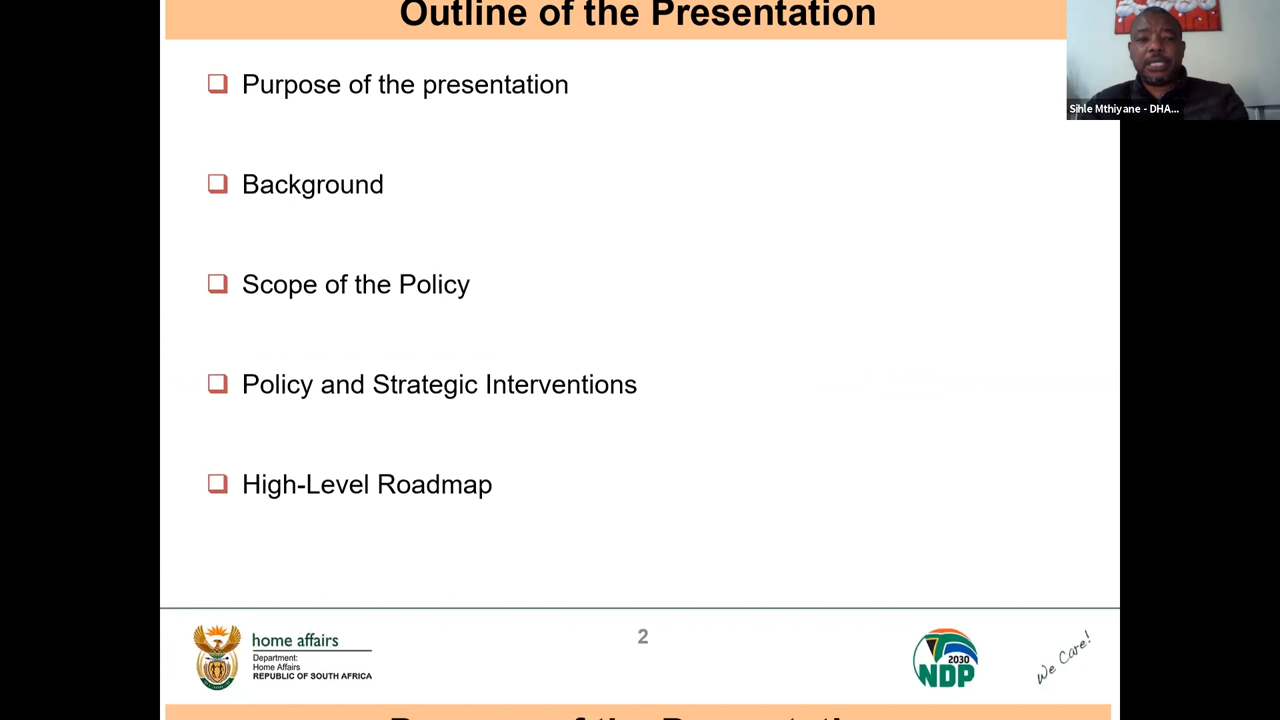 Outline of the Presentation
Purpose of the presentation
Background
Scope of the Policy
Policy and Strategic Interventions
High-Level Roadmap
home affairs
Department:
Home Affairs
REPUBLIC OF SOUTH AFRICA
2
2030
NDP
We Care!
Sihle Mthiyane - DHA...